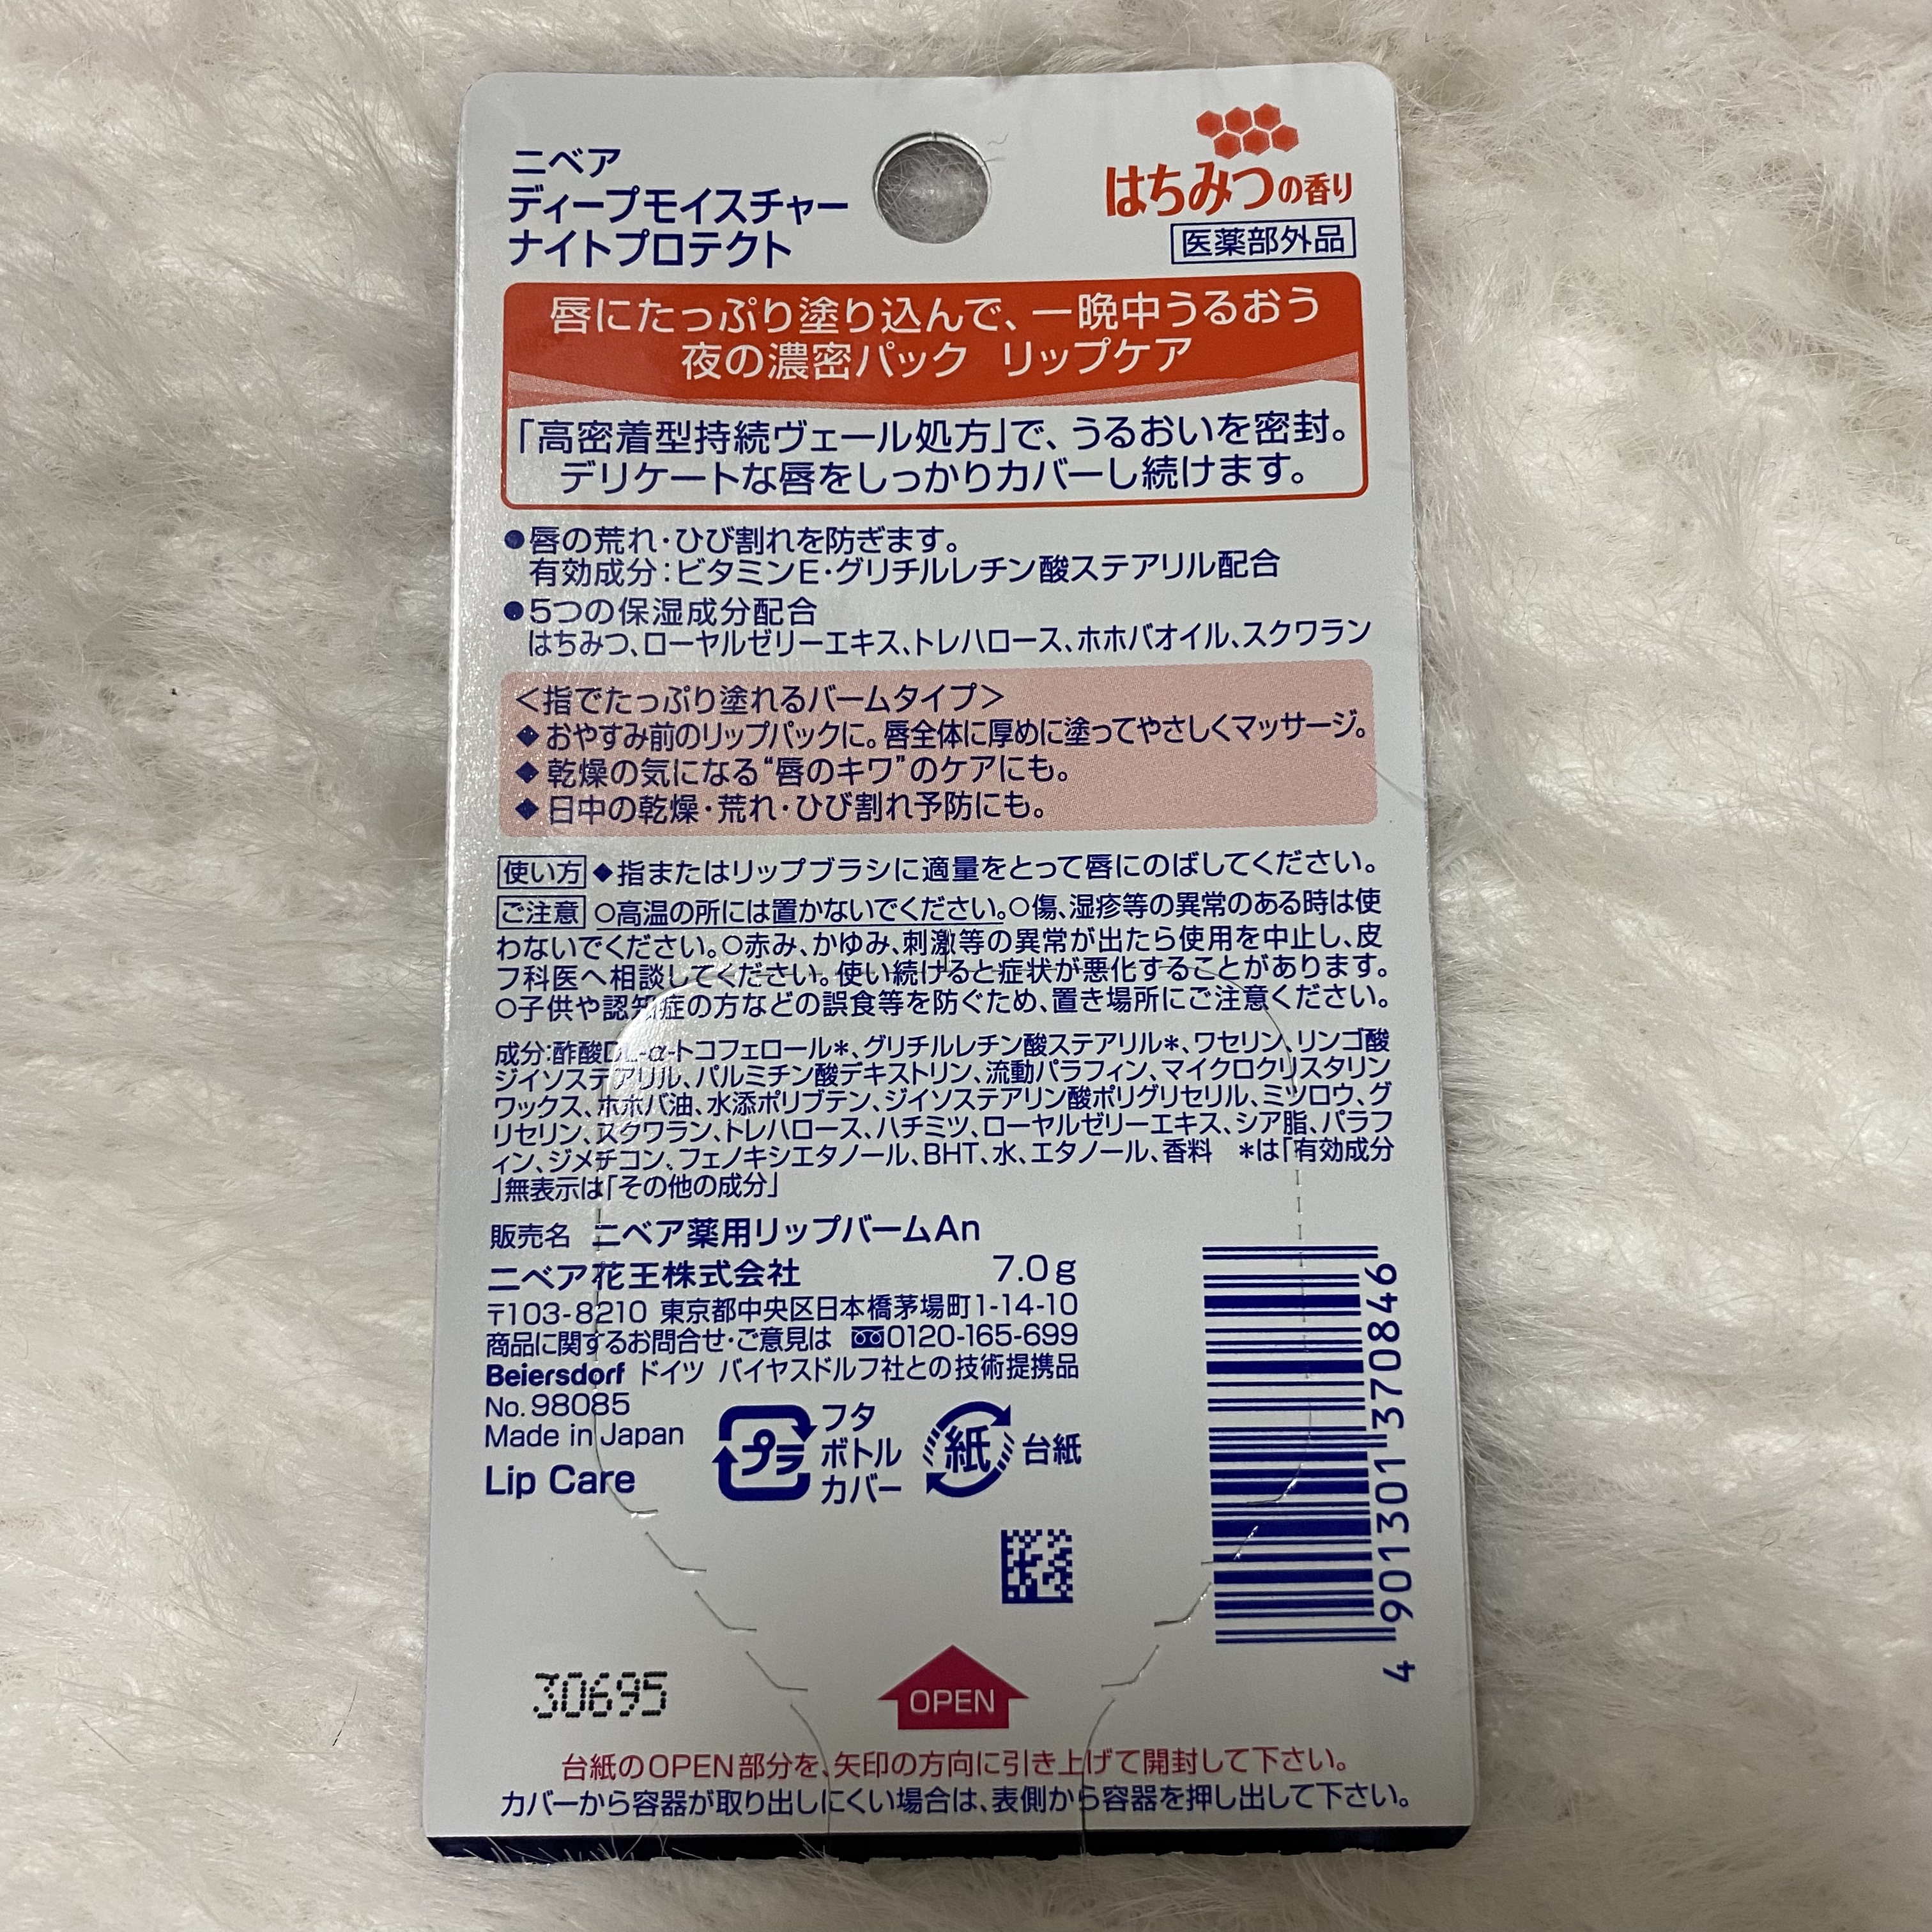 ニベア
ディープモイスチャー
ナイトプロテクト
はちみつの香り
医薬部外品
唇にたっぷり塗り込んで、一晩中うるおう
夜の濃密パック リップケア
「高密着型持続ヴェール処方」で、うるおいを密封。
デリケートな唇をしっかりカバーし続けます。
●唇の荒れ・ひび割れを防ぎます。
有効成分：ビタミンE・グリチルレチン酸ステアリル配合
●5つの保湿成分配合
はちみつ、ローヤルゼリーエキス、トレハロース、ホホバオイル、スクワラン
＜指でたっぷり塗れるバームタイプ＞
◆おやすみ前のリップパックに。唇全体に厚めに塗ってやさしくマッサージ。
◆乾燥の気になる“唇のキワ”のケアにも。
◆日中の乾燥・荒れ・ひび割れ予防にも。
使い方 ◆指またはリップブラシに適量をとって唇にのばしてください。
ご注意 ○高温の所には置かないでください。○傷、湿疹等の異常のある時は使
わないでください。○赤み、かゆみ、刺激等の異常が出たら使用を中止し、皮
フ科医へ相談してください。使い続けると症状が悪化することがあります。
○子供や認知症の方などの誤食等を防ぐため、置き場所にご注意ください。
成分：酢酸DL-α-トコフェロール＊、グリチルレチン酸ステアリル＊、ワセリン、リンゴ酸
ジイソステアリル、パルミチン酸デキストリン、流動パラフィン、マイクロクリスタリン
ワックス、ホホバ油、水添ポリブテン、ジイソステアリン酸ポリグリセリル、ミツロウ、グ
リセリン、スクワラン、トレハロース、ハチミツ、ローヤルゼリーエキス、シア脂、パラフ
ィン、ジメチコン、フェノキシエタノール、BHT、水、エタノール、香料 ＊は「有効成分
」無表示は「その他の成分」
販売名 ニベア薬用リップバームAn
ニベア花王株式会社 7.0g
〒103-8210 東京都中央区日本橋茅場町1-14-10
商品に関するお問合せ・ご意見は 0120-165-699
Beiersdorf ドイツ バイヤスドルフ社との技術提携品
No.98085
Made in Japan
Lip Care
プラ
フタ
ボトル
カバー
紙
台紙
4 901301 370846
30695
OPEN
台紙のOPEN部分を、矢印の方向に引き上げて開封して下さい。
カバーから容器が取り出しにくい場合は、表側から容器を押し出して下さい。